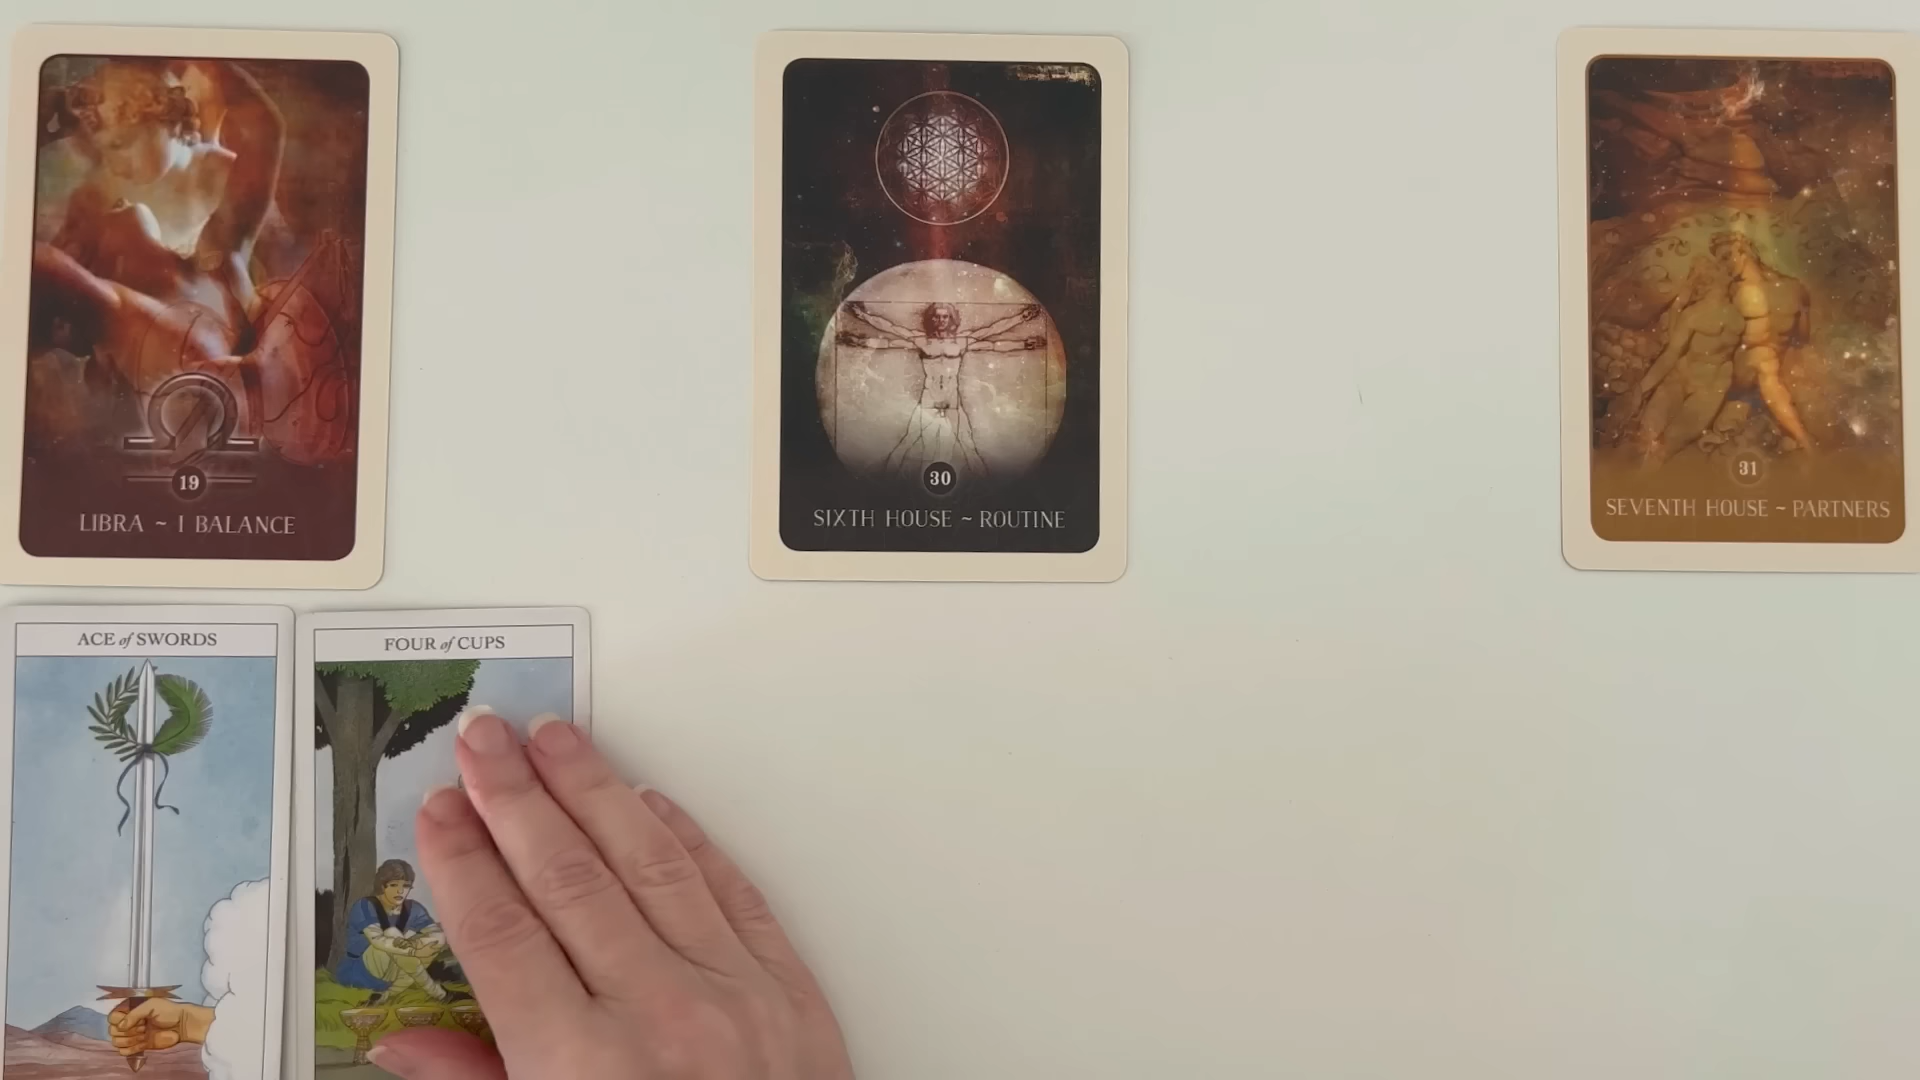 19
LIBRA ~ I BALANCE
30
SIXTH HOUSE ~ ROUTINE
31
SEVENTH HOUSE ~ PARTNERS
ACE of SWORDS
FOUR of CUPS